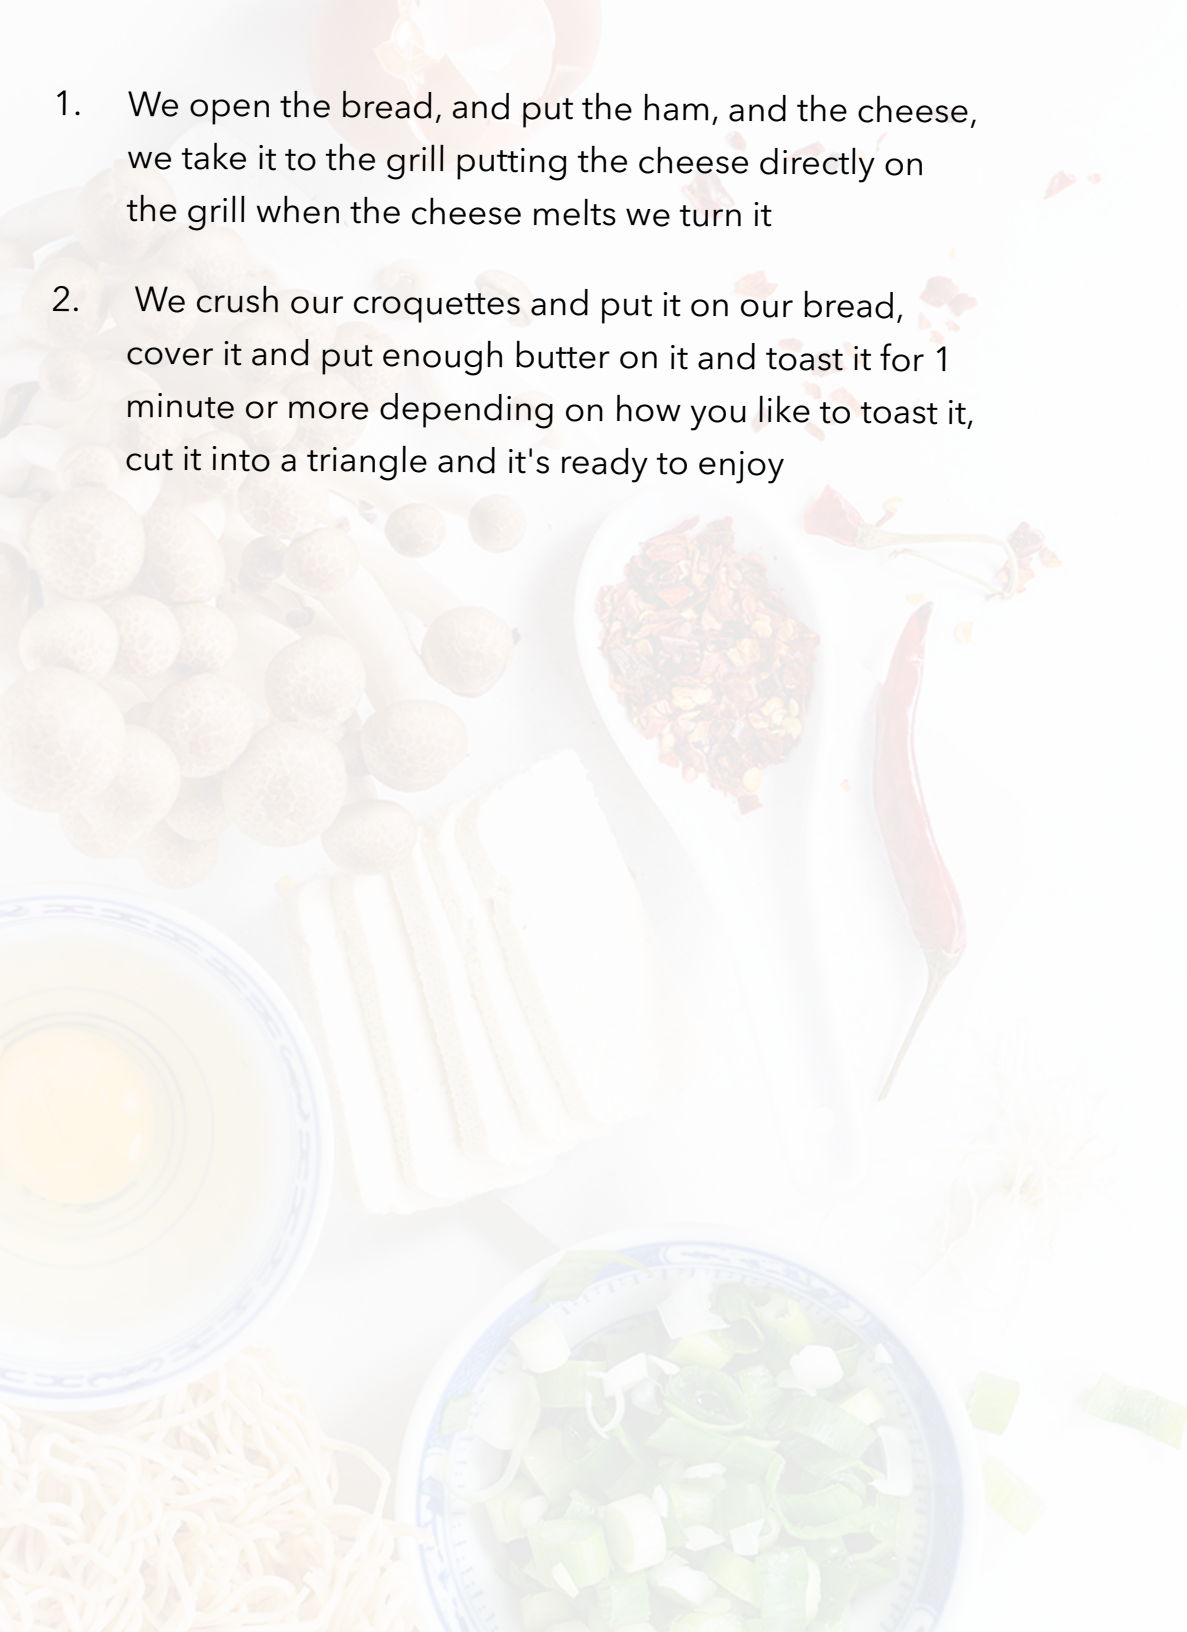 1. We open the bread, and put the ham, and the cheese,
we take it to the grill putting the cheese directly on
the grill when the cheese melts we turn it
2. We crush our croquettes and put it on our bread,
cover it and put enough butter on it and toast it for 1
minute or more depending on how you like to toast it,
cut it into a triangle and it's ready to enjoy